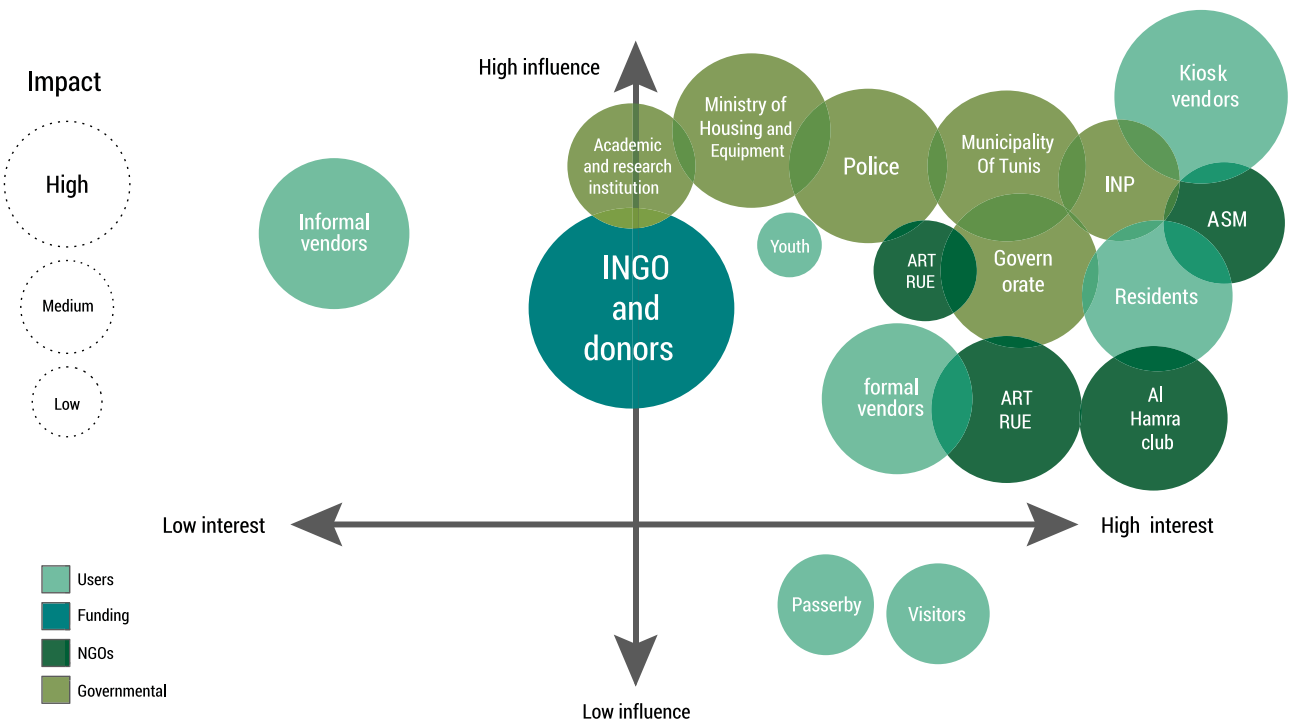 Impact
High
Medium
Low
High influence
Low influence
Low interest
High interest
Informal
vendors
Academic
and research
institution
Ministry of
Housing and
Equipment
Police
Municipality
Of Tunis
INP
Kiosk
vendors
ASM
Youth
ART
RUE
Govern
orate
Residents
INGO
and
donors
formal
vendors
ART
RUE
Al
Hamra
club
Passerby
Visitors
Users
Funding
NGOs
Governmental